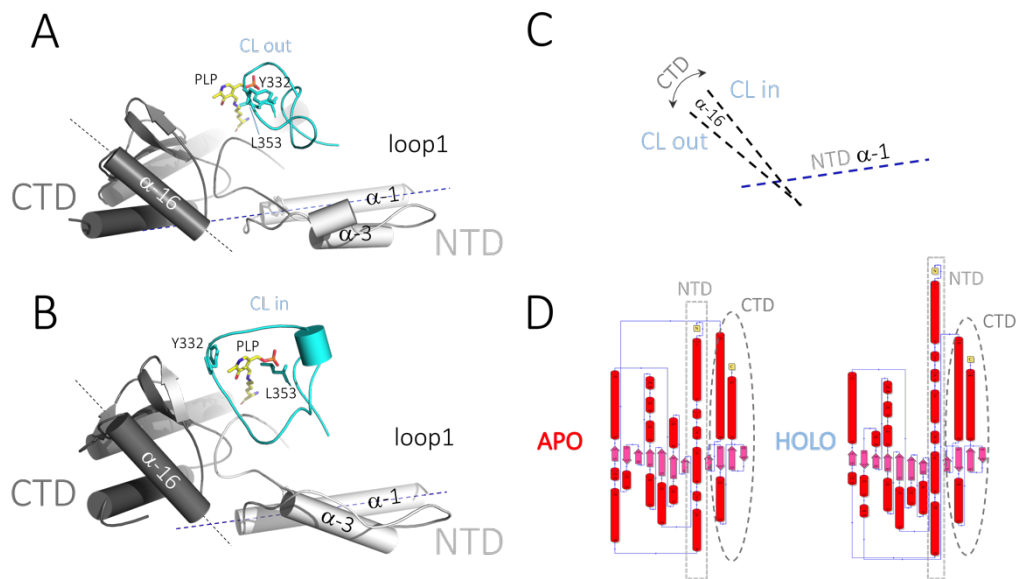 A
CL out
PLP
Y332
L353
loop1
α-16
CTD
α-1
α-3
NTD
B
CL in
Y332
PLP
L353
loop1
α-16
CTD
α-1
α-3
NTD
C
CTD
α-16
CL in
CL out
NTD α-1
D
NTD
CTD
APO
NTD
CTD
HOLO